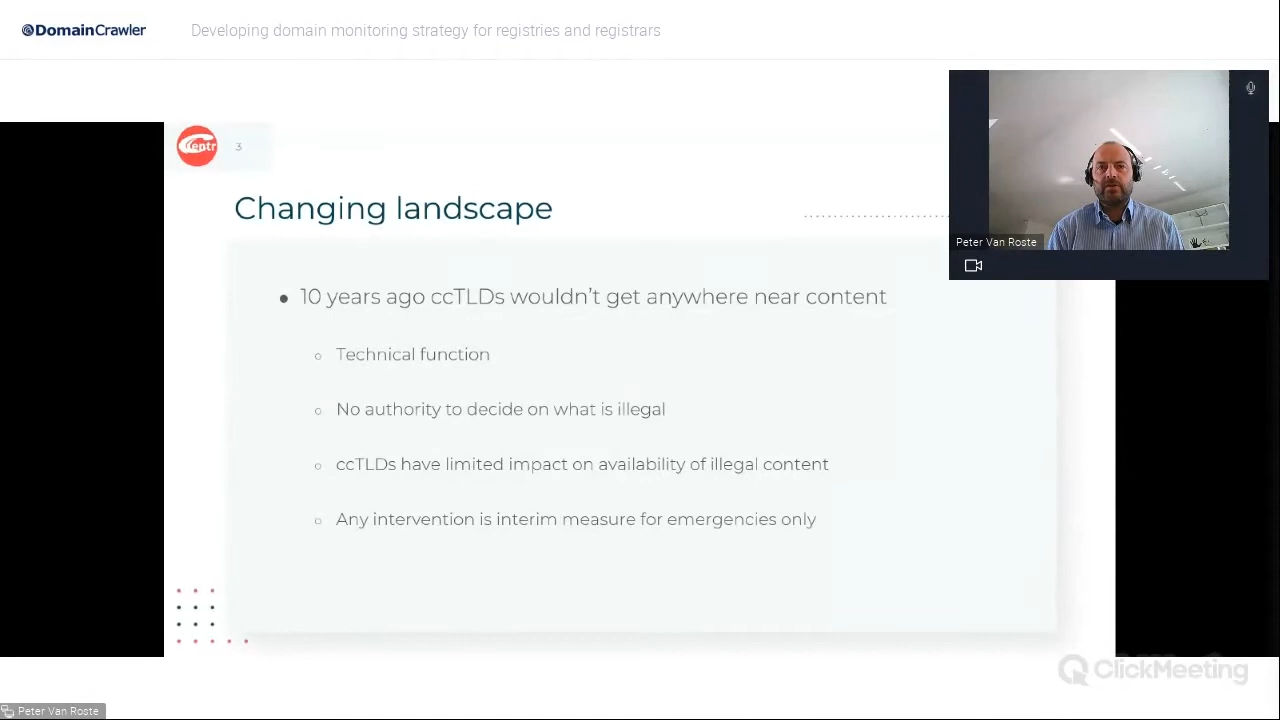 DomainCrawler
Developing domain monitoring strategy for registries and registrars
Centr
3
Changing landscape
Peter Van Roste
• 10 years ago ccTLDs wouldn't get anywhere near content
○ Technical function
○ No authority to decide on what is illegal
○ ccTLDs have limited impact on availability of illegal content
○ Any intervention is interim measure for emergencies only
ClickMeeting
Peter Van Roste